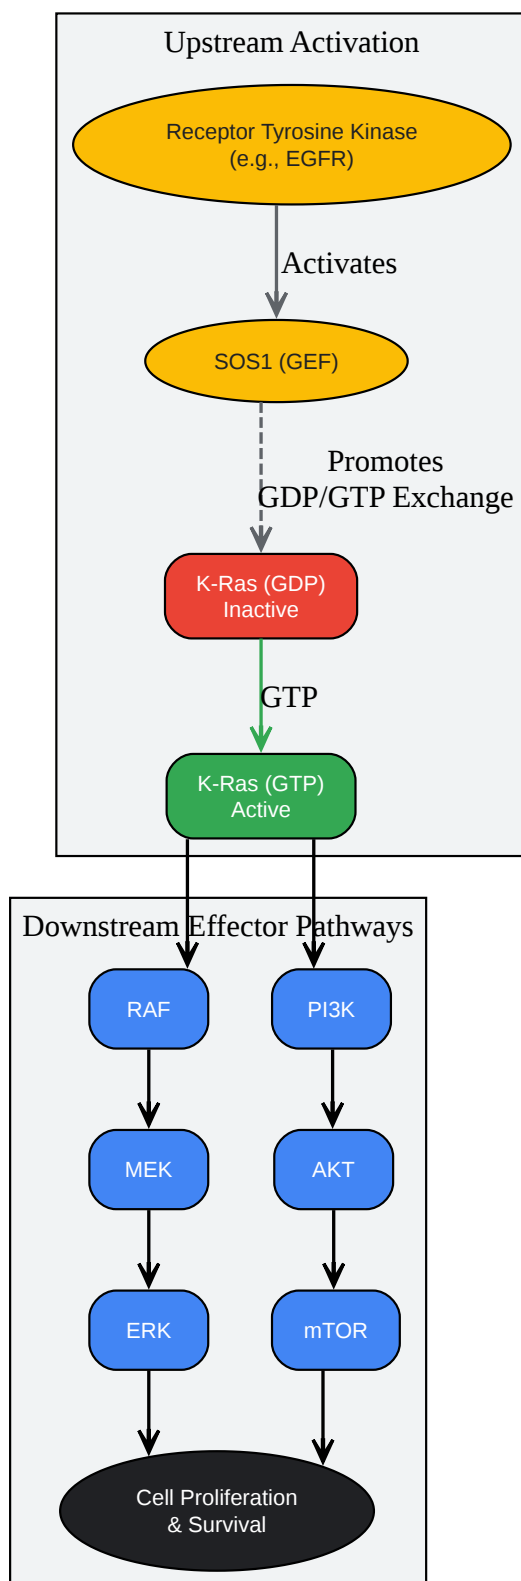 Upstream Activation
Receptor Tyrosine Kinase
(e.g., EGFR)
Activates
SOS1 (GEF)
Promotes
GDP/GTP Exchange
K-Ras (GDP)
Inactive
GTP
K-Ras (GTP)
Active
Downstream Effector Pathways
RAF
PI3K
MEK
AKT
ERK
mTOR
Cell Proliferation
& Survival